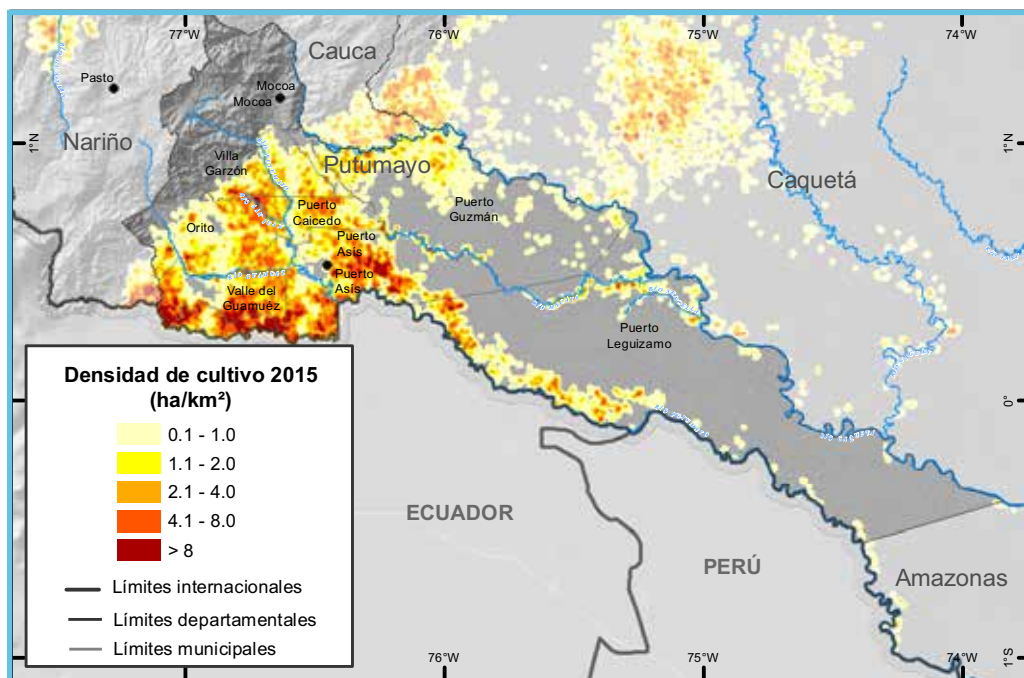 77°W
76°W
75°W
74°W
Cauca
Pasto
Mocoa
Mocoa
1°N
1°N
Nariño
Villa
Garzón
Putumayo
Caquetá
Puerto
Guzmán
Puerto
Caicedo
Orito
Puerto
Asís
Puerto
Asís
Valle del
Guamuéz
Puerto
Leguizamo
0°
Densidad de cultivo 2015
(ha/km²)
0.1 - 1.0
1.1 - 2.0
2.1 - 4.0
4.1 - 8.0
> 8
Límites internacionales
Límites departamentales
Límites municipales
ECUADOR
PERÚ
Amazonas
77°W
76°W
75°W
74°W
1°S